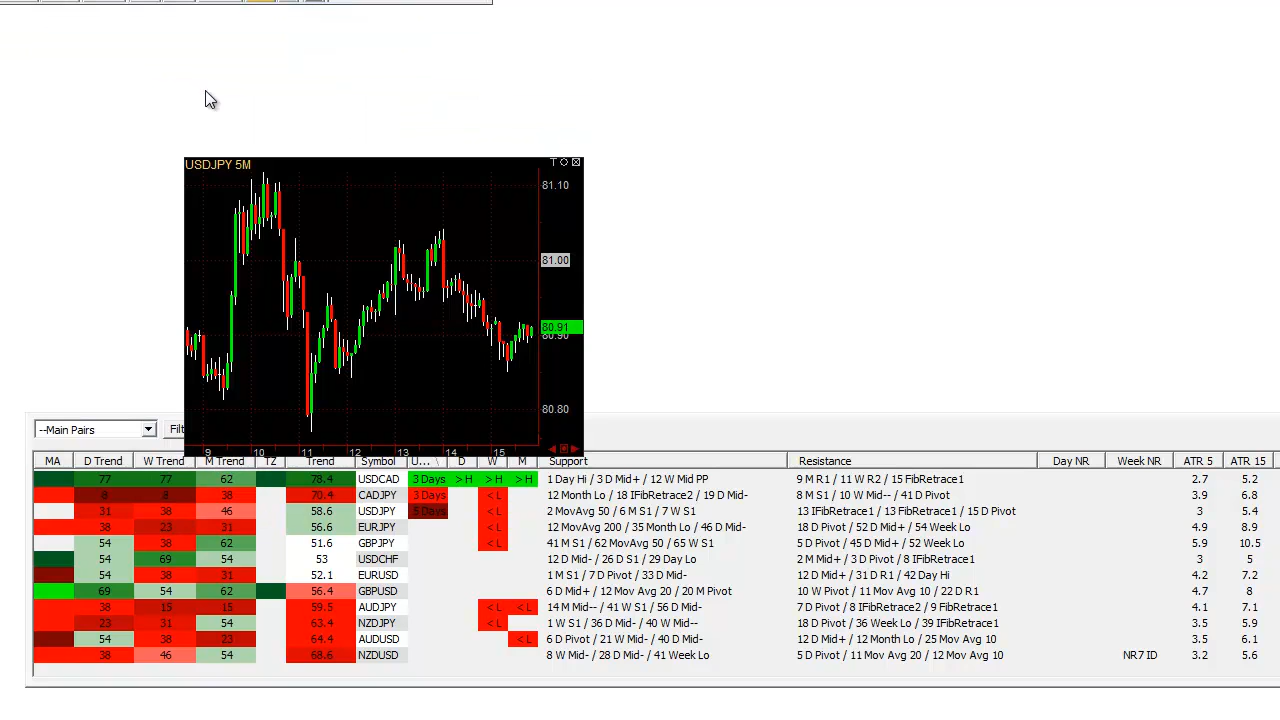 USDJPY 5M
81.10
81.00
80.91
80.90
80.80
9 10 11 12 13 14 15
--Main Pairs Filt
MA D Trend W Trend M Trend TZ Trend Symbol U... D W M Support Resistance Day NR Week NR ATR 5 ATR 15
77 77 62 78.4 USDCAD 3 Days > H > H > H 1 Day Hi / 3 D Mid+ / 12 W Mid PP 9 M R1 / 11 W R2 / 15 FibRetrace1 2.7 5.2
8 8 38 70.4 CADJPY 3 Days < L 12 Month Lo / 18 IFibRetrace2 / 19 D Mid- 8 M S1 / 10 W Mid-- / 41 D Pivot 3.9 6.8
31 38 46 58.6 USDJPY 5 Days < L 2 MovAvg 50 / 6 M S1 / 7 W S1 13 IFibRetrace1 / 13 FibRetrace1 / 15 D Pivot 3 5.4
38 23 31 56.6 EURJPY < L 12 MovAvg 200 / 35 Month Lo / 46 D Mid- 18 D Pivot / 52 D Mid+ / 54 Week Lo 4.9 8.9
54 38 62 51.6 GBPJPY < L 41 M S1 / 62 MovAvg 50 / 65 W S1 5 D Pivot / 45 D Mid+ / 52 Week Lo 5.9 10.5
54 69 54 53 USDCHF 12 D Mid- / 26 D S1 / 29 Day Lo 2 M Mid+ / 3 D Pivot / 8 FibRetrace1 3 5
54 38 31 52.1 EURUSD 1 M S1 / 7 D Pivot / 33 D Mid- 12 D Mid+ / 31 D R1 / 42 Day Hi 4.2 7.2
69 54 62 56.4 GBPUSD 6 D Mid+ / 12 Mov Avg 20 / 20 M Pivot 10 W Pivot / 11 Mov Avg 50 / 22 D R1 4.7 8
38 15 15 59.5 AUDJPY < L < L 14 M Mid-- / 41 W S1 / 56 D Mid- 7 D Pivot / 8 IFibRetrace2 / 9 FibRetrace1 4.1 7.1
23 31 54 63.4 NZDJPY < L 1 W S1 / 36 D Mid- / 40 W Mid-- 18 D Pivot / 36 Week Lo / 39 IFibRetrace1 3.5 5.9
54 38 23 64.4 AUDUSD < L 6 D Pivot / 21 W Mid- / 40 D Mid- 12 D Mid+ / 12 Month Lo / 25 Mov Avg 10 3.5 6.1
38 46 54 68.6 NZDUSD 8 W Mid- / 28 D Mid- / 41 Week Lo 5 D Pivot / 11 Mov Avg 20 / 12 Mov Avg 10 NR7 ID 3.2 5.6